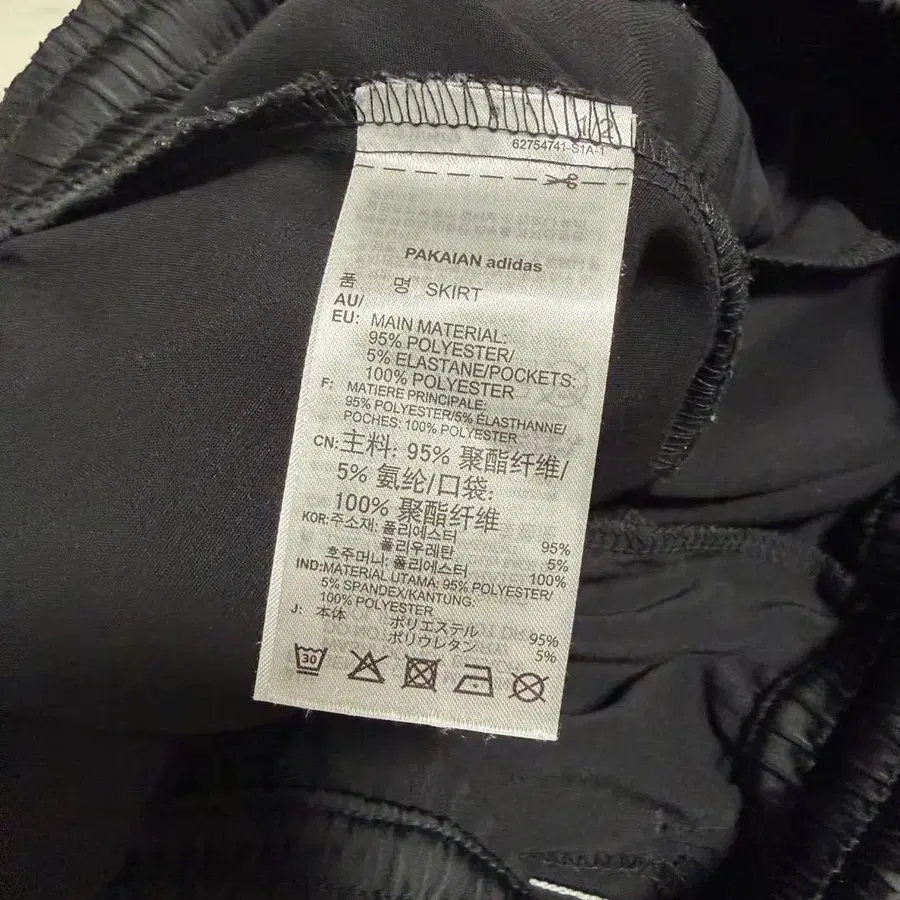 1/2
62754741-S1A-1
PAKAIAN adidas
품 명 SKIRT
AU/
EU: MAIN MATERIAL:
95% POLYESTER/
5% ELASTANE/POCKETS:
100% POLYESTER
F: MATIERE PRINCIPALE:
95% POLYESTER/5% ÉLASTHANNE/
POCHES: 100% POLYESTER
CN:主料: 95% 聚酯纤维/
5% 氨纶/口袋:
100% 聚酯纤维
KOR:주소재: 폴리에스터 95%
폴리우레탄 5%
호주머니: 폴리에스터 100%
IND:MATERIAL UTAMA: 95% POLYESTER/
5% SPANDEX/KANTUNG:
100% POLYESTER
J: 本体 ポリエステル 95%
ポリウレタン 5%
30